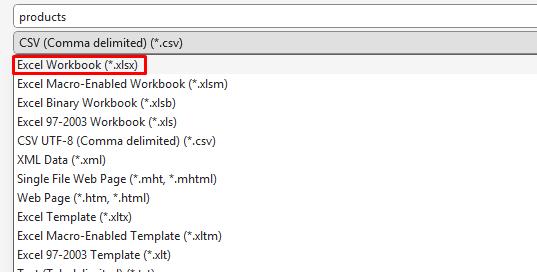 products
CSV (Comma delimited) (*.csv)
Excel Workbook (*.xlsx)
Excel Macro-Enabled Workbook (*.xlsm)
Excel Binary Workbook (*.xlsb)
Excel 97-2003 Workbook (*.xls)
CSV UTF-8 (Comma delimited) (*.csv)
XML Data (*.xml)
Single File Web Page (*.mht, *.mhtml)
Web Page (*.htm, *.html)
Excel Template (*.xltx)
Excel Macro-Enabled Template (*.xltm)
Excel 97-2003 Template (*.xlt)